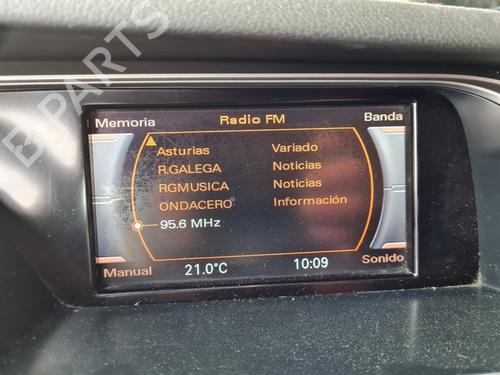 B-PARTS
Memoria Radio FM Banda
Asturias Variado
R.GALEGA Noticias
RGMUSICA Noticias
ONDACERO Información
95.6 MHz
Manual 21.0°C 10:09 Sonido